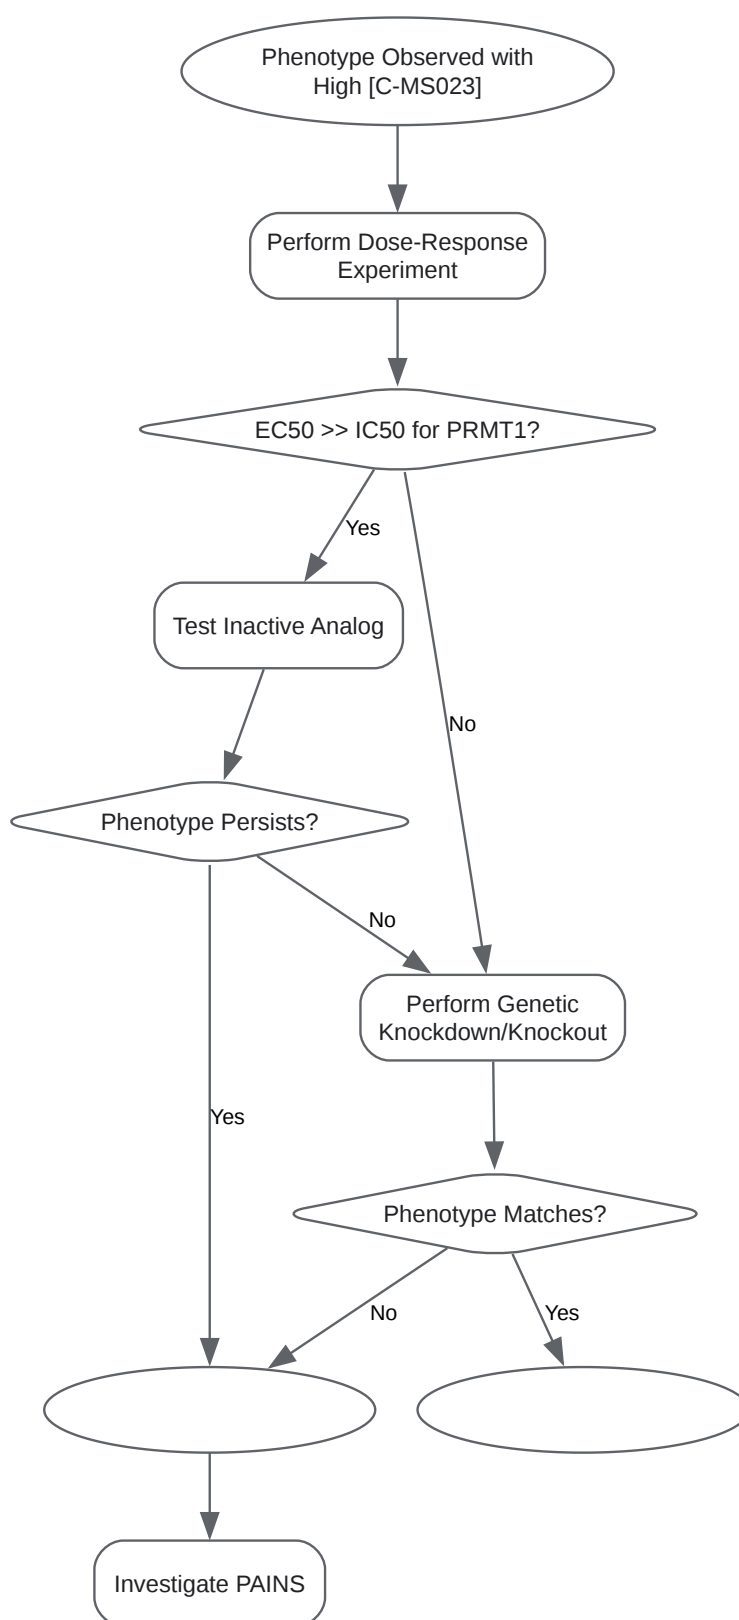 Phenotype Observed with
High [C-MS023]
Perform Dose-Response
Experiment
EC50 >> IC50 for PRMT1?
Yes
Test Inactive Analog
No
Phenotype Persists?
No
Perform Genetic
Knockdown/Knockout
Yes
Phenotype Matches?
No
Yes
Investigate PAINS